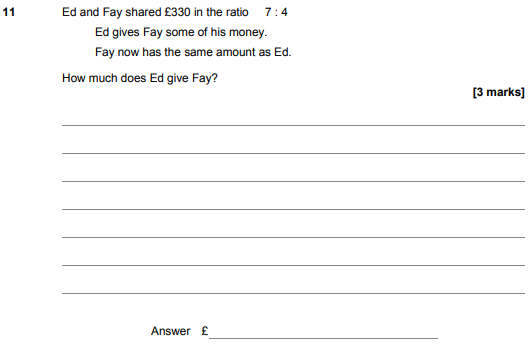 11 Ed and Fay shared £330 in the ratio 7 : 4
Ed gives Fay some of his money.
Fay now has the same amount as Ed.
How much does Ed give Fay?
[3 marks]
Answer £